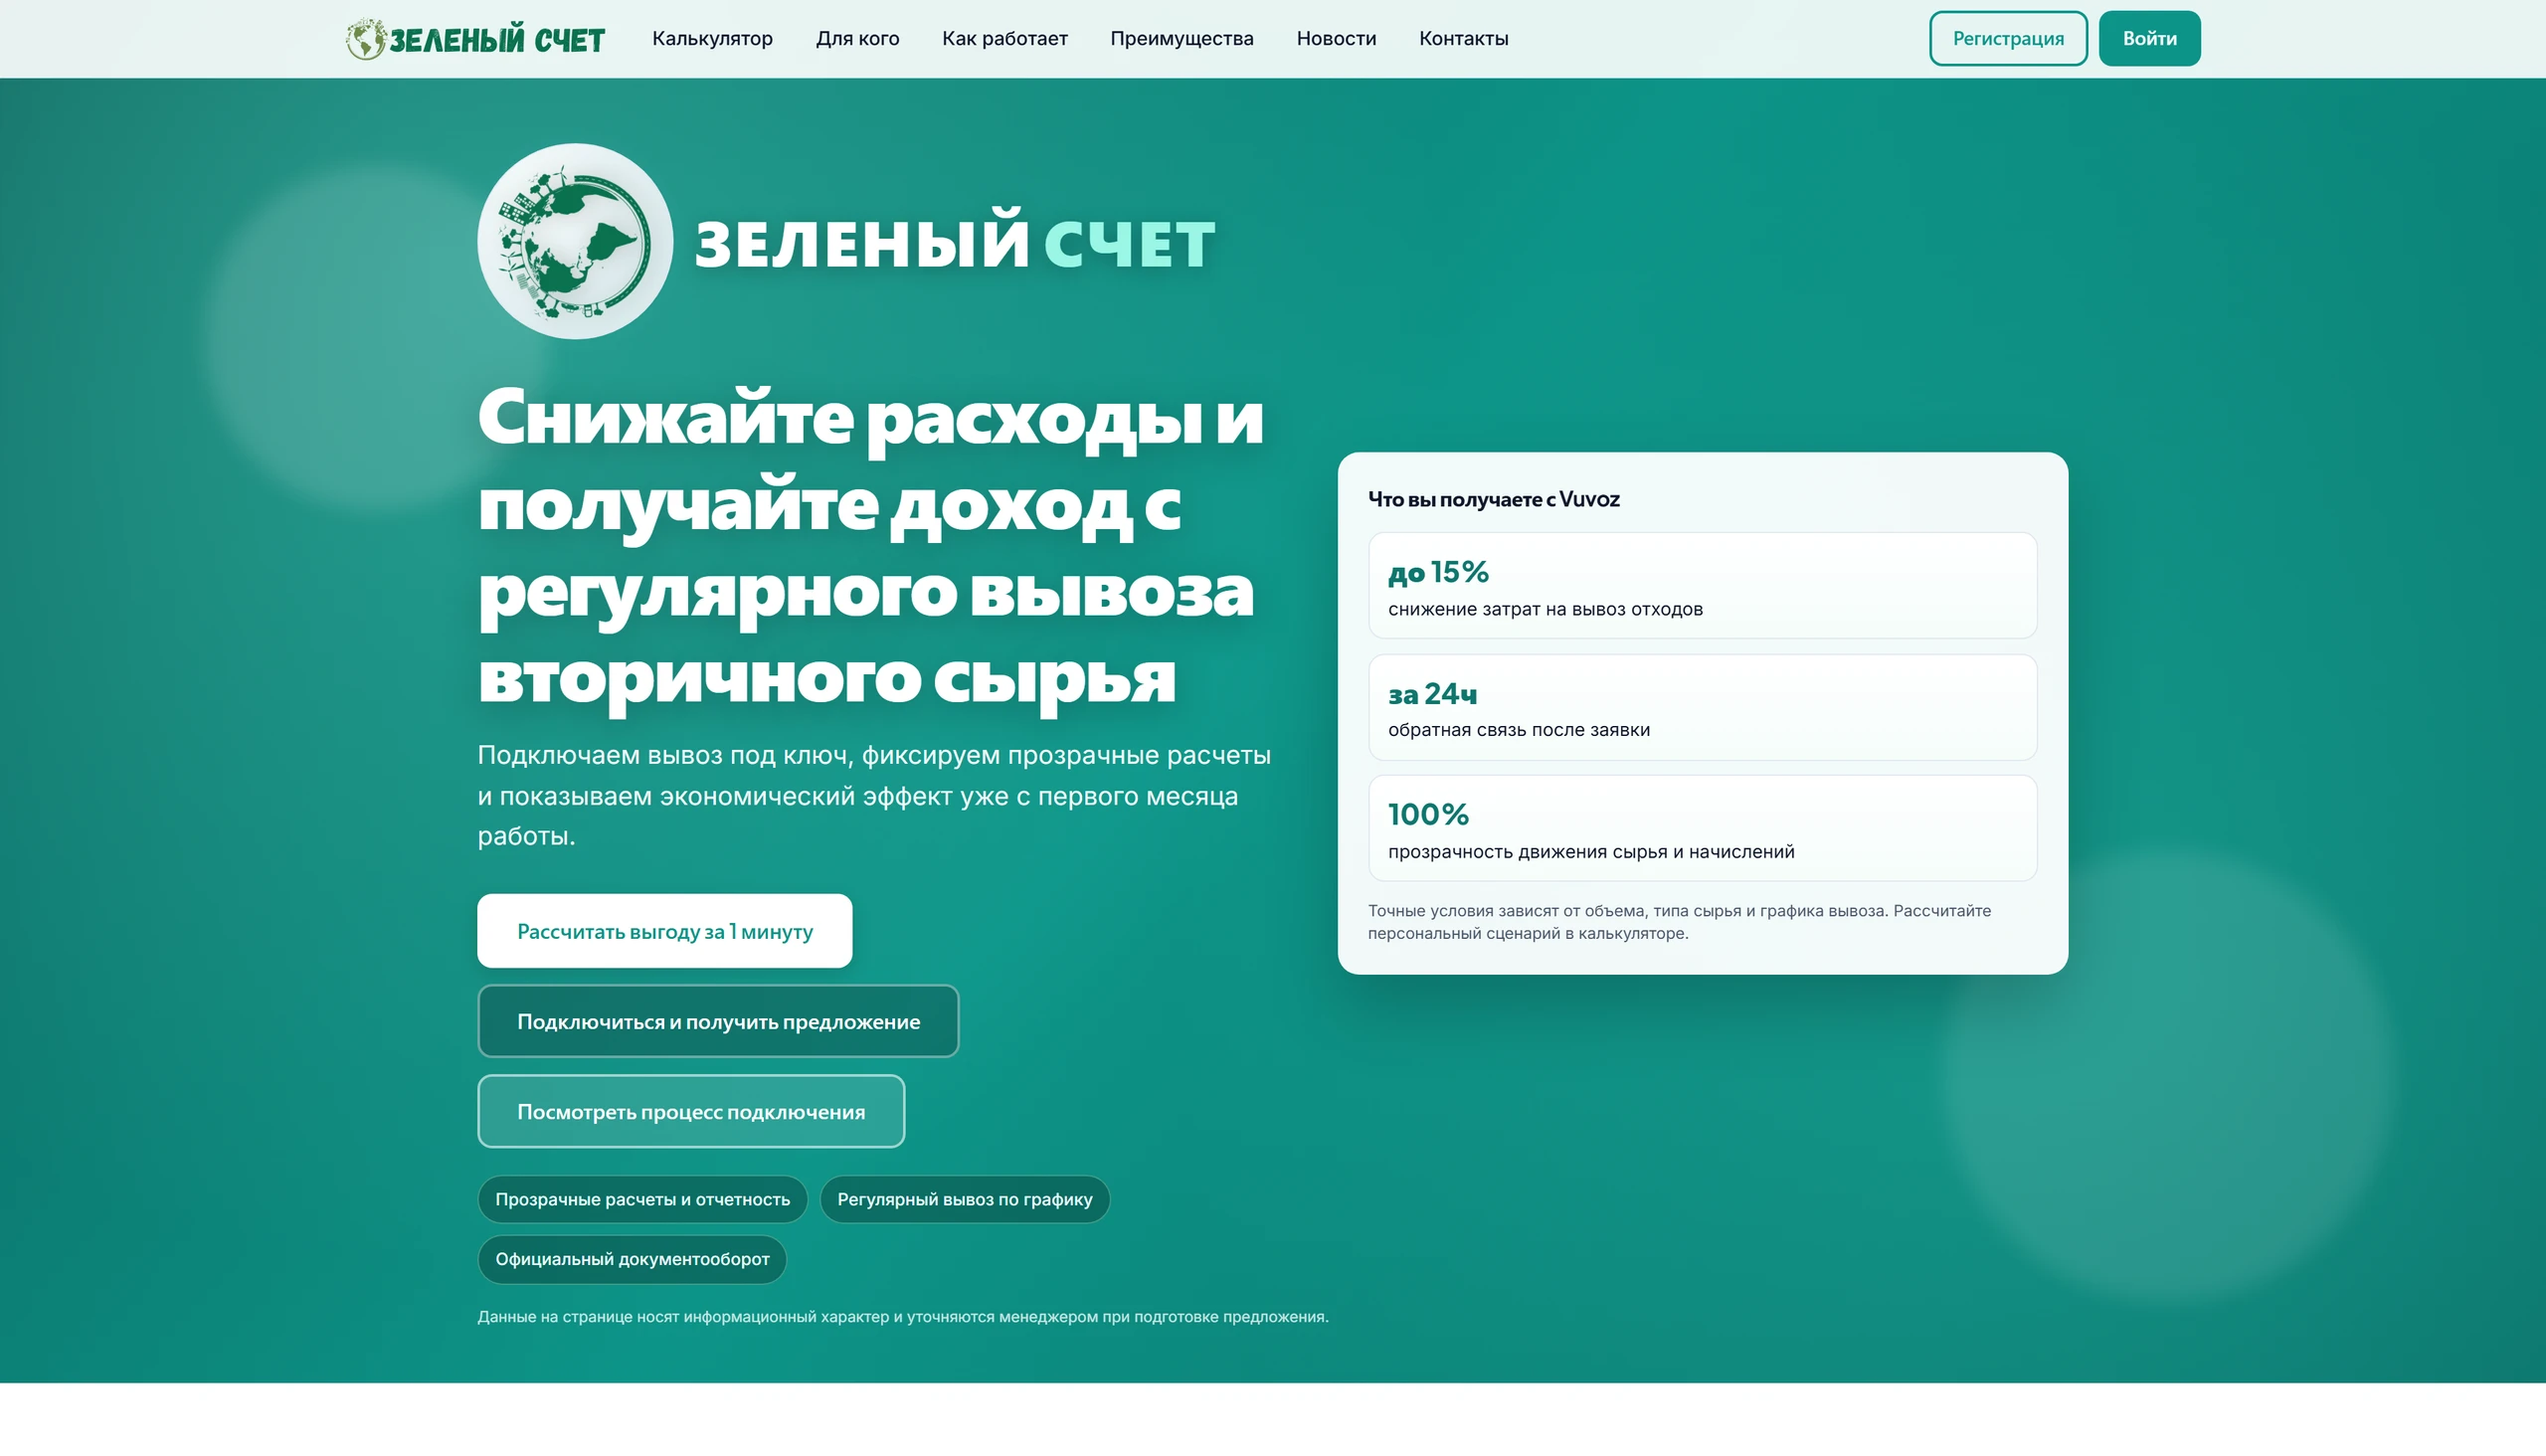 ЗЕЛЕНЫЙ СЧЕТ
Калькулятор
Для кого
Как работает
Преимущества
Новости
Контакты
Регистрация
Войти
ЗЕЛЕНЫЙ СЧЕТ
Снижайте расходы и
получайте доход с
регулярного вывоза
вторичного сырья
Подключаем вывоз под ключ, фиксируем прозрачные расчеты
и показываем экономический эффект уже с первого месяца
работы.
Рассчитать выгоду за 1 минуту
Подключиться и получить предложение
Посмотреть процесс подключения
Прозрачные расчеты и отчетность
Регулярный вывоз по графику
Официальный документооборот
Данные на странице носят информационный характер и уточняются менеджером при подготовке предложения.
Что вы получаете с Vuvoz
до 15%
снижение затрат на вывоз отходов
за 24ч
обратная связь после заявки
100%
прозрачность движения сырья и начислений
Точные условия зависят от объема, типа сырья и графика вывоза. Рассчитайте
персональный сценарий в калькуляторе.